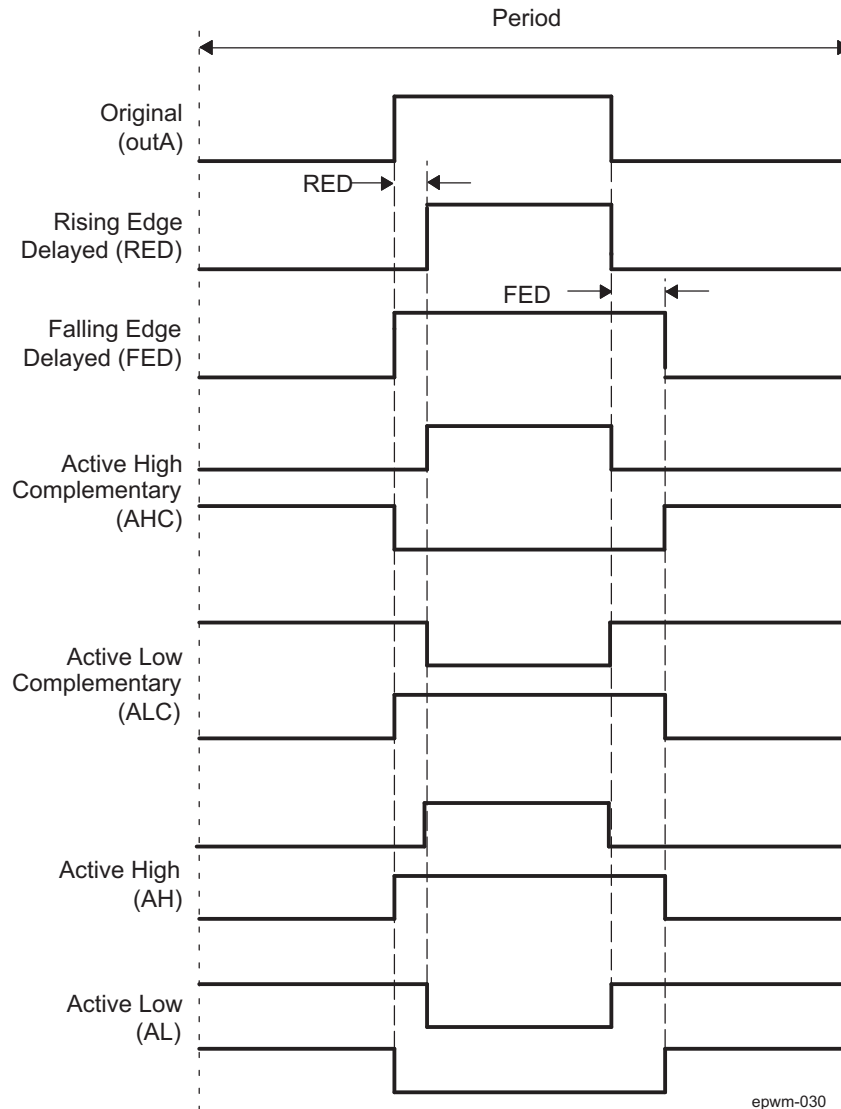 Period
Original
(outA)
RED
Rising Edge
Delayed (RED)
FED
Falling Edge
Delayed (FED)
Active High
Complementary
(AHC)
Active Low
Complementary
(ALC)
Active High
(AH)
Active Low
(AL)
epwm-030